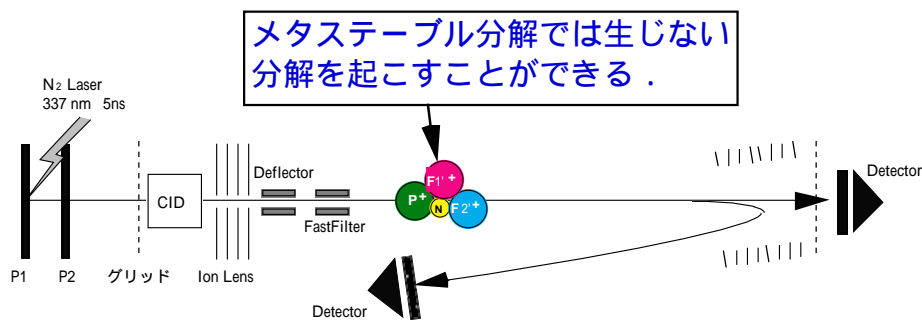 メタステーブル分解では生じない
分解を起こすことができる．
N2 Laser
337 nm 5ns
Deflector
Detector
CID
F1'+
P+
N
F2'+
FastFilter
P1
P2
グリッド
Ion Lens
Detector